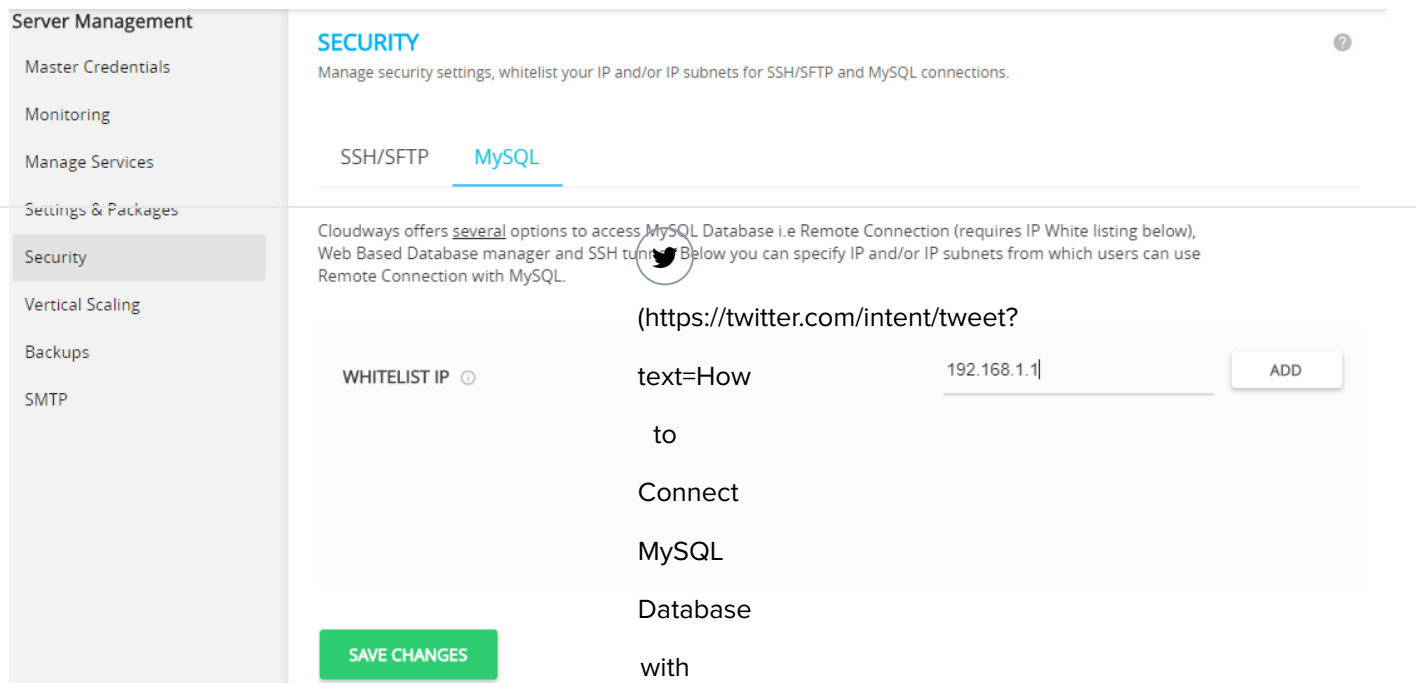 Server Management
Master Credentials
Monitoring
Manage Services
Settings & Packages
Security
Vertical Scaling
Backups
SMTP
SECURITY
Manage security settings, whitelist your IP and/or IP subnets for SSH/SFTP and MySQL connections.
SSH/SFTP MySQL
Cloudways offers several options to access MySQL Database i.e Remote Connection (requires IP White listing below),
Web Based Database manager and SSH Below you can specify IP and/or IP subnets from which users can use
Remote Connection with MySQL.
(https://twitter.com/intent/tweet?
WHITELIST IP text=How 192.168.1.1 ADD
to
Connect
MySQL
Database
SAVE CHANGES
with